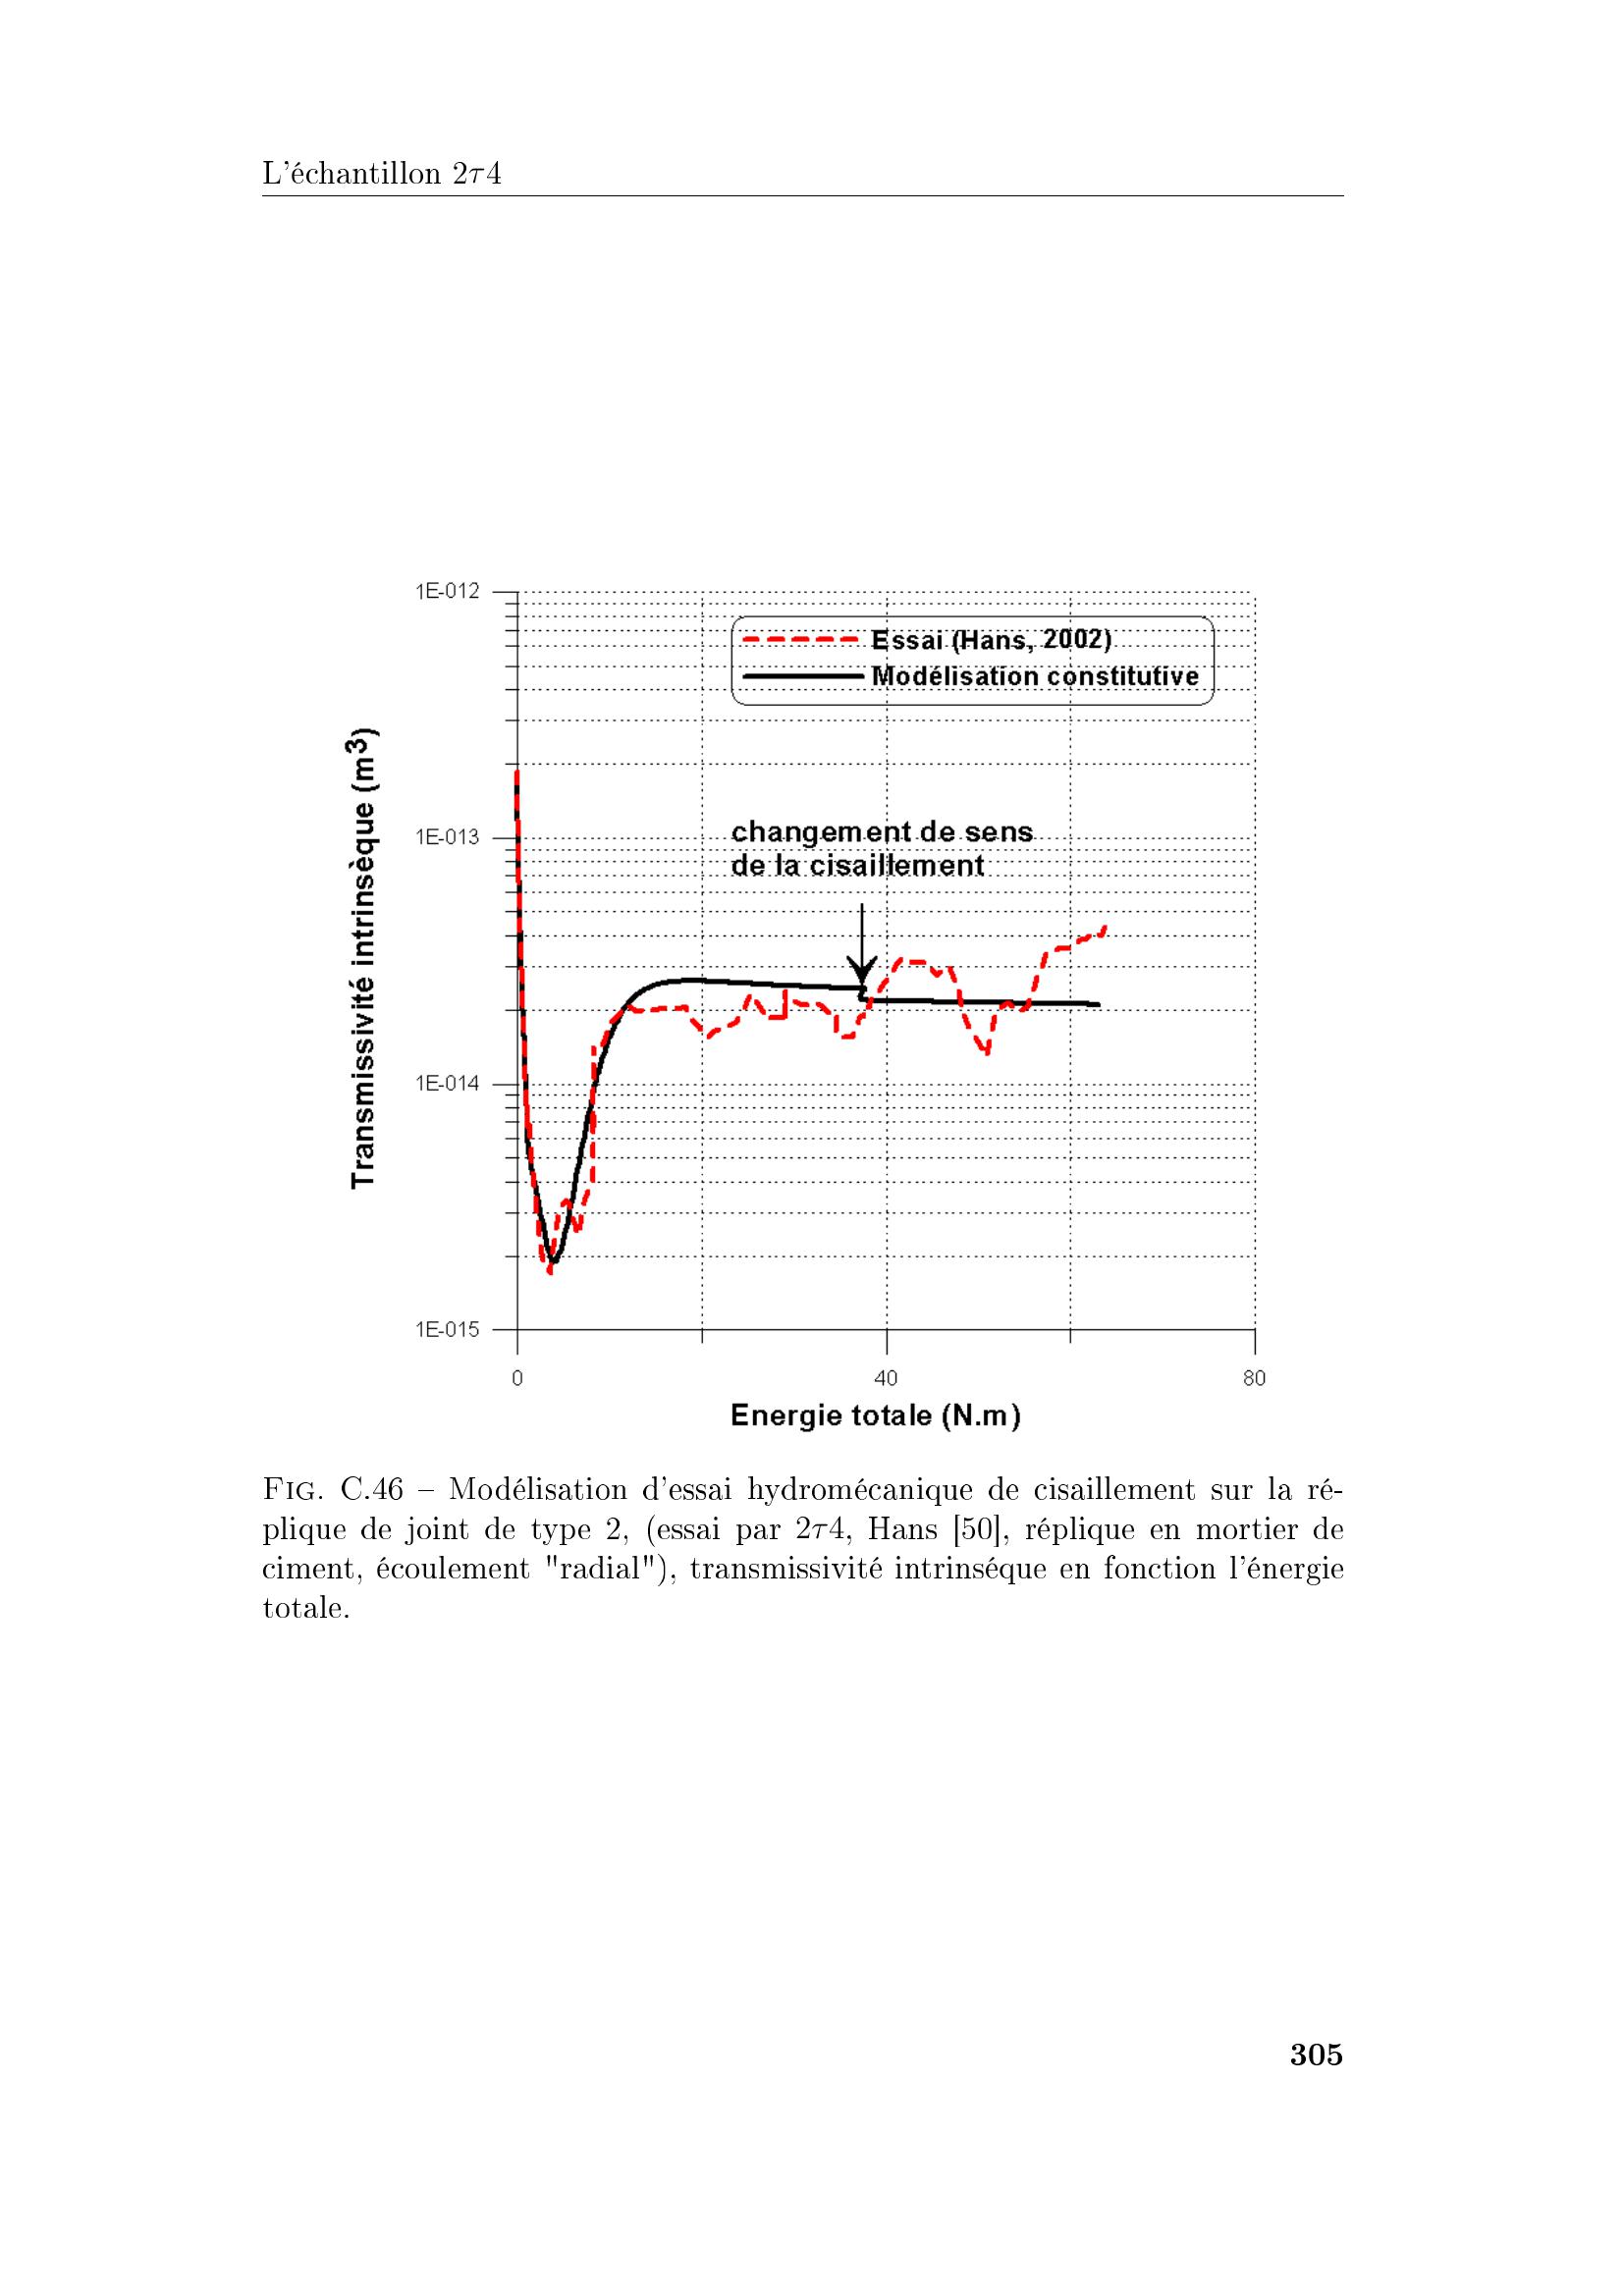 L'échantillon 2τ4
1E-012
Essai (Hans, 2002)
Modélisation constitutive
changement de sens
de la cisaillement
1E-013
1E-014
1E-015
Transmissivité intrinsèque (m3)
0
40
80
Energie totale (N.m)
FIG. C.46 – Modélisation d'essai hydromécanique de cisaillement sur la ré-
plique de joint de type 2, (essai par 2τ4, Hans [50], réplique en mortier de
ciment, écoulement "radial"), transmissivité intrinséque en fonction l'énergie
totale.
305